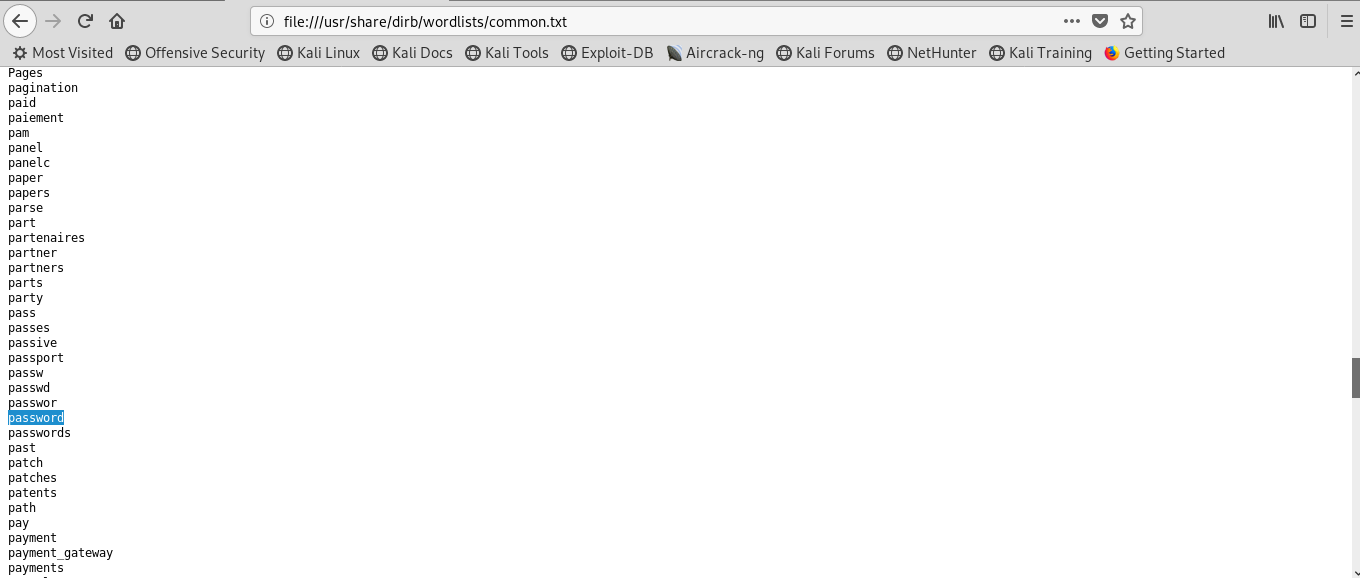 file:///usr/share/dirb/wordlists/common.txt
Most Visited Offensive Security Kali Linux Kali Docs Kali Tools Exploit-DB Aircrack-ng Kali Forums NetHunter Kali Training Getting Started
Pages
pagination
paid
paiement
pam
panel
panelc
paper
papers
parse
part
partenaires
partner
partners
parts
party
pass
passes
passive
passport
passw
passwd
passwor
password
passwords
past
patch
patches
patents
path
pay
payment
payment_gateway
payments